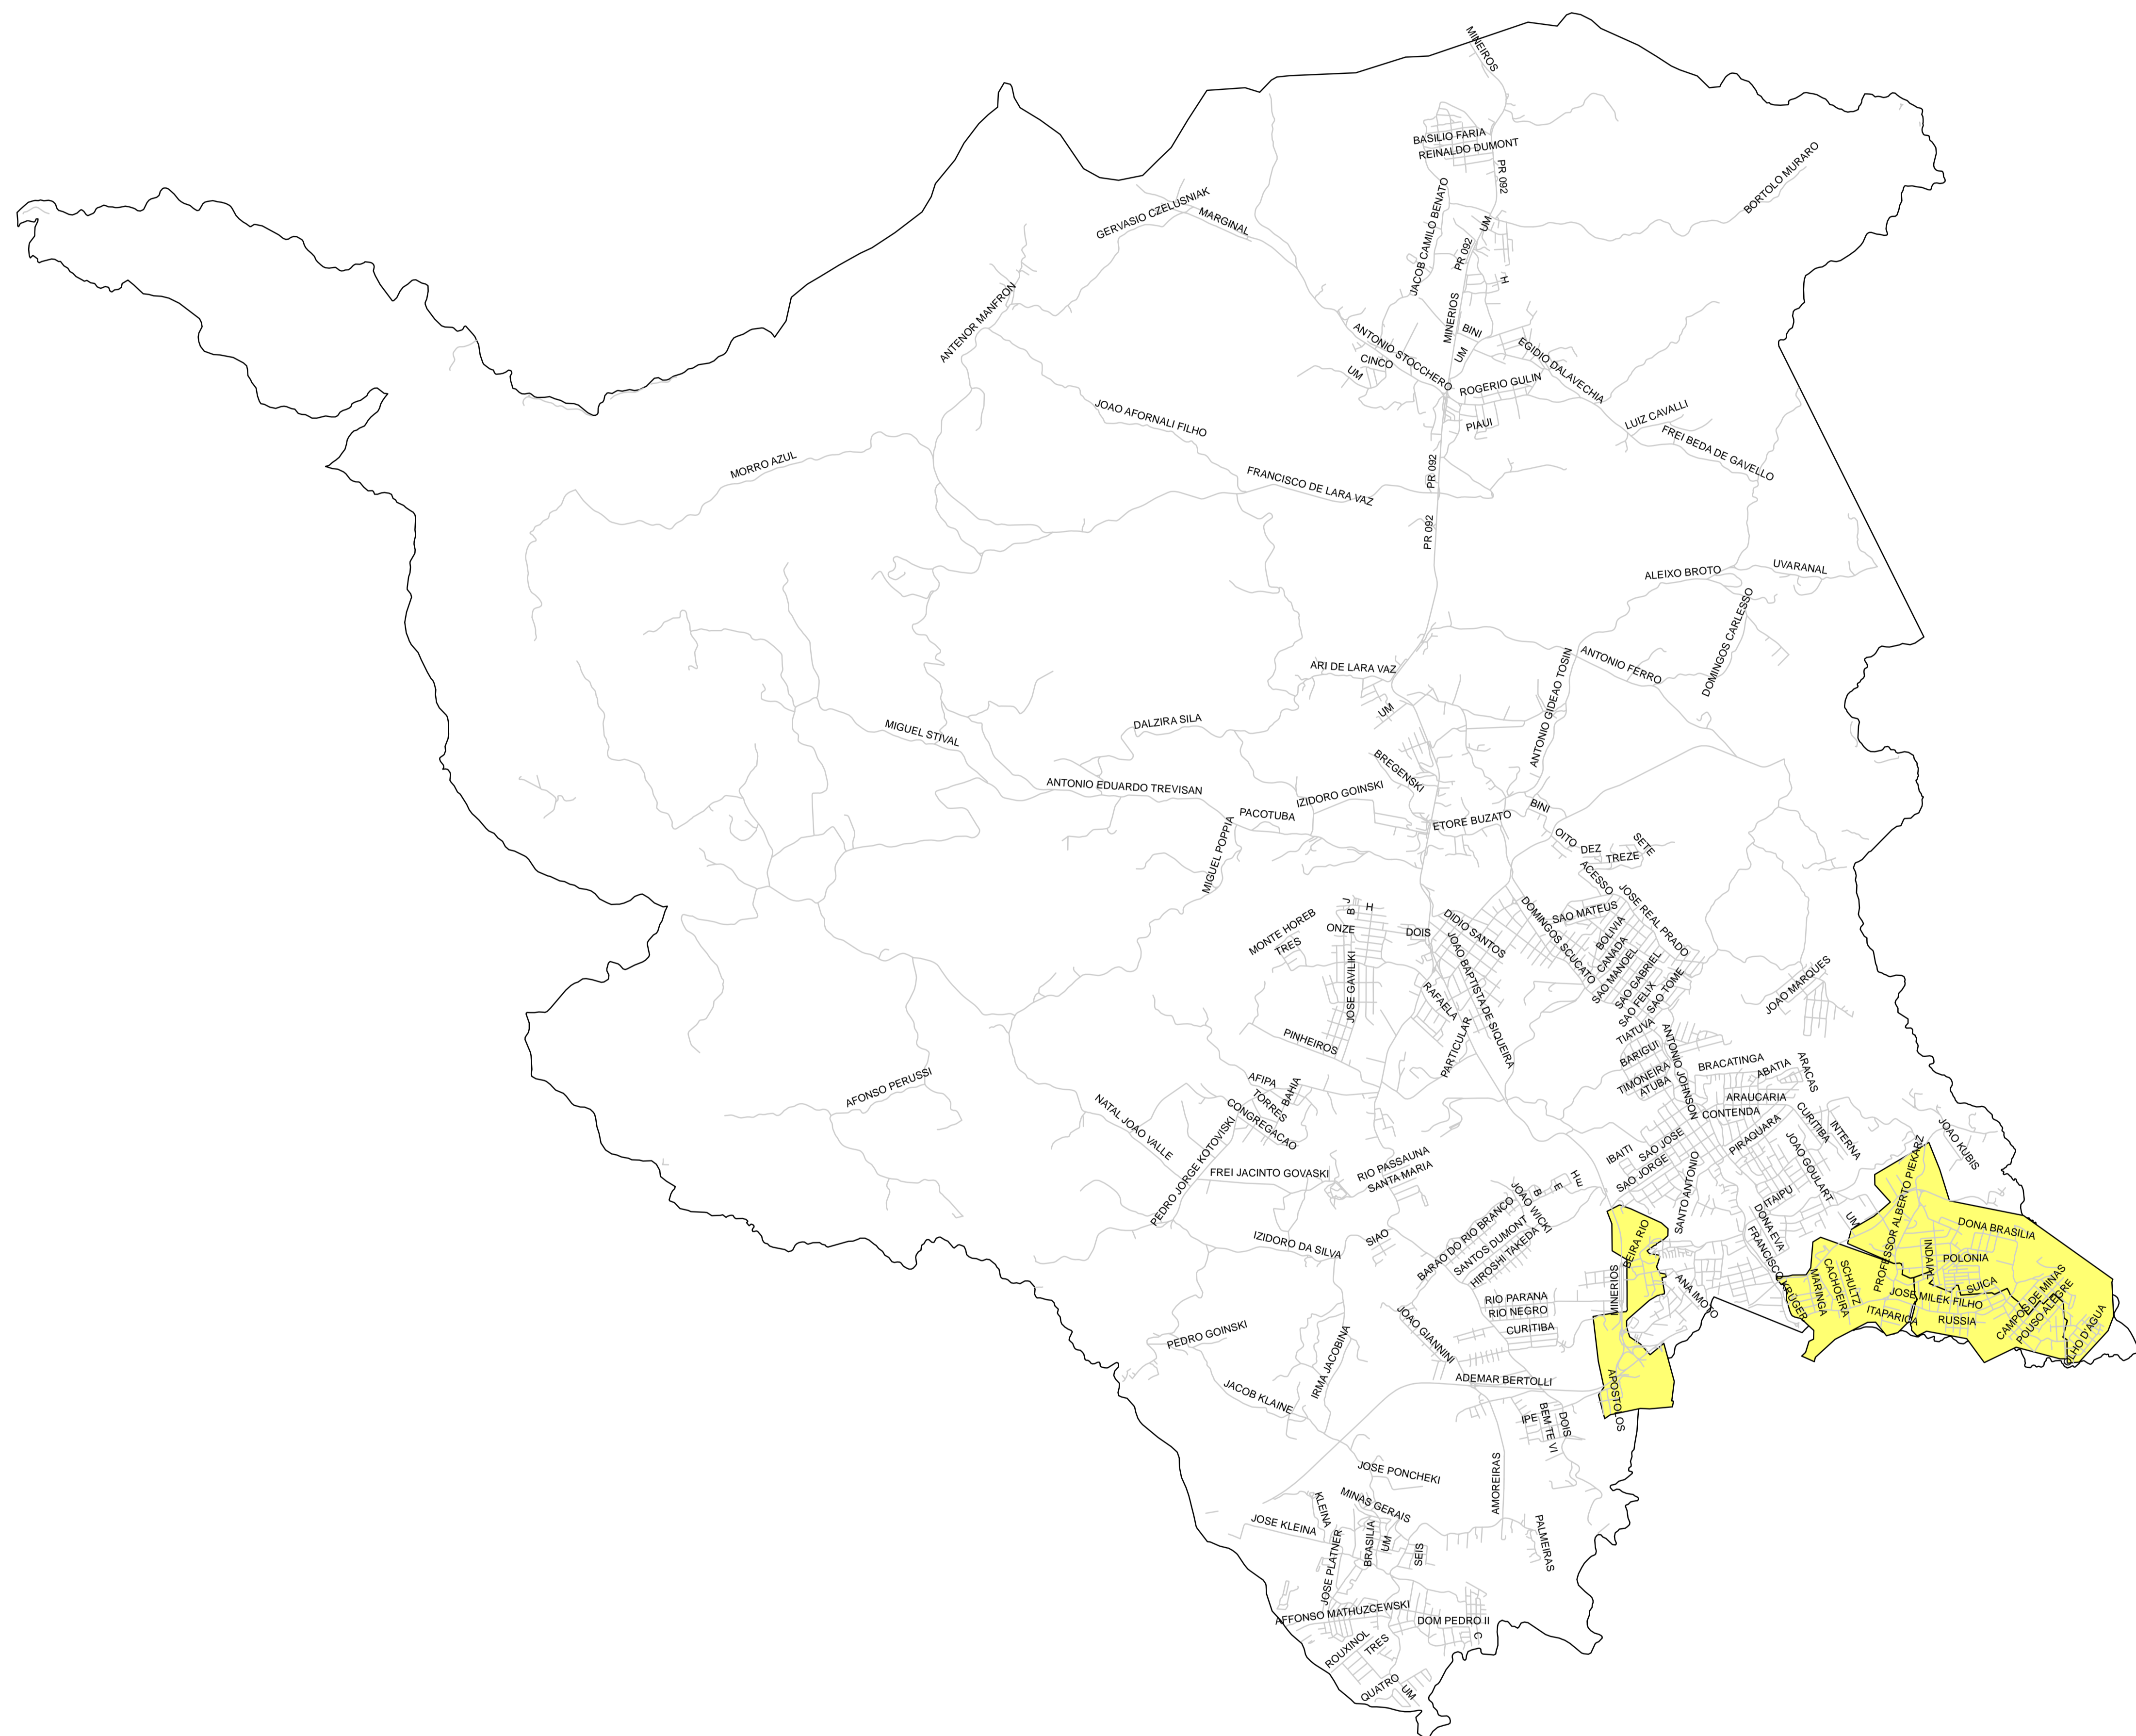 MINEIROS
BASILIO FARIA
REINALDO DUMONT
PR 092
BORTOLO MURARO
GERVASIO CZELUSNIAK
MARGINAL
JACOB CAMILO BENATO
UM
PR 092
H
ANTENOR MANFRON
MINERIOS
BINI
ANTONIO STOCCHERO
CINCO
UM
UM
EGIDIO DALAVECHIA
ROGERIO GULIN
JOAO AFORNALI FILHO
PIAUI
LUIZ CAVALLI
FREI BEDA DE GAVELLO
MORRO AZUL
FRANCISCO DE LARA VAZ
PR 092
PR 092
ALEIXO BROTO
UVARANAL
DOMINGOS CARLESSO
ARI DE LARA VAZ
ANTONIO FERRO
ANTONIO GIDEAO TOSIN
UM
MIGUEL STIVAL
DALZIRA SILA
BREGENSKI
ANTONIO EDUARDO TREVISAN
IZIDORO GOINSKI
PACOTUBA
ETORE BUZATO
BINI
MIGUEL POPPIA
OITO
DEZ
TREZE
SETE
ACESSO
JOSE REAL PRADO
J
B
H
ONZE
DOIS
MONTE HOREB
TRES
DIDIO SANTOS
DOMINGOS SCUCATO
SAO MATEUS
BOLIVIA
CANADA
SAO MANOEL
SAO GABRIEL
SAO FELIX
SAO TOME
JOAO BAPTISTA DE SIQUEIRA
JOSE GAVILIKI
RAFAELA
JOAO MARQUES
TIATUVA
PINHEIROS
PARTICULAR
BARIGUI
ANTONIO JOHNSON
BRACATINGA
ABATIA
ARACAS
TIMONEIRA
ATUBA
AFONSO PERUSSI
AFIPA
BAHIA
TORRES
CONGREGACAO
NATAL JOAO VALLE
ARAUCARIA
CONTENDA
CURITIBA
INTERNA
PIRAQUARA
JOAO GOULART
JOAO KUBIS
PEDRO JORGE KOTOVISKI
FREI JACINTO GOVASKI
RIO PASSAUNA
SANTA MARIA
IBAITI
SAO JOSE
SAO JORGE
SANTO ANTONIO
ITAIPU
DONA EVA
UM
PROFESSOR ALBERTO PIEKARZ
B
E
JOAO WICKI
BARAO DO RIO BRANCO
SANTOS DUMONT
HIROSHI TAKEDA
SIAO
IZIDORO DA SILVA
BEIRA RIO
FRANCISCO KRÜGER
DONA BRASILIA
INDAIAL
POLONIA
SUICA
MINERIOS
ANA IMOTO
MARINGA
CACHOEIRA
SCHULTZ
JOSE MILEK FILHO
ITAPARICA
RUSSIA
CAMPOS DE MINAS
POUSO ALEGRE
OLHO D'AGUA
RIO PARANA
RIO NEGRO
CURITIBA
JOAO GIANNINI
PEDRO GOINSKI
IRMA JACOBINA
ADEMAR BERTOLLI
APOSTOLOS
JACOB KLAINE
IPE
BEM TE VI
DOIS
JOSE PONCHEKI
AMOREIRAS
KLEINA
MINAS GERAIS
JOSE KLEINA
BRASILIA
UM
SEIS
PALMEIRAS
JOSE PLATNER
AFFONSO MATHUZCEWSKI
DOM PEDRO II
C
ROUXINOL
TRES
QUATRO
UM